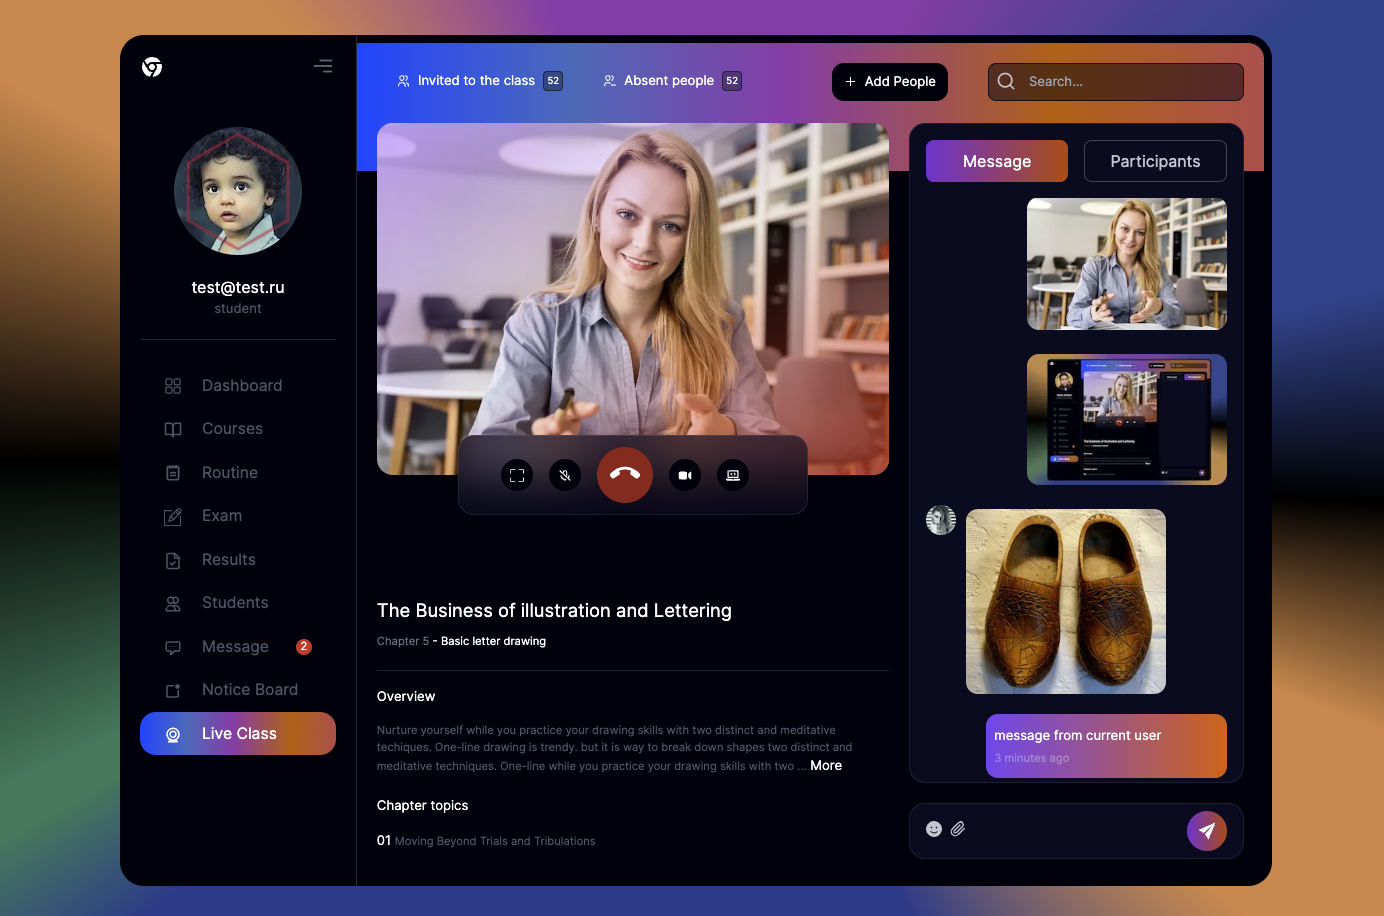 Invited to the class 52
Absent people 52
+ Add People
Search...
test@test.ru
student
Dashboard
Courses
Routine
Exam
Results
Students
Message 2
Notice Board
Live Class
The Business of illustration and Lettering
Chapter 5 - Basic letter drawing
Overview
Nurture yourself while you practice your drawing skills with two distinct and meditative
techiques. One-line drawing is trendy. but it is way to break down shapes two distinct and
meditative techniques. One-line while you practice your drawing skills with two ... More
Chapter topics
01 Moving Beyond Trials and Tribulations
Message
Participants
message from current user
3 minutes ago